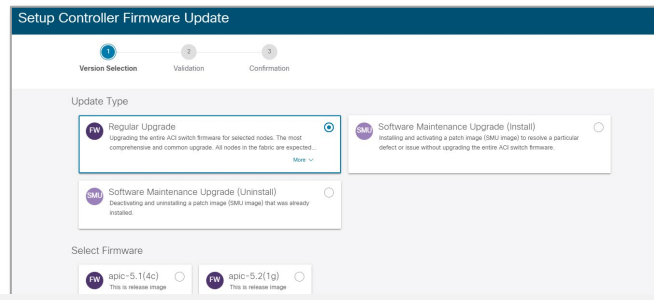 Setup Controller Firmware Update
1
2
3
Version Selection
Validation
Confirmation
Update Type
FW
Regular Upgrade
Upgrading the entire ACI switch firmware for selected nodes. The most
comprehensive and common upgrade. All nodes in the fabric are expected...
More
SMU
Software Maintenance Upgrade (Install)
Installing and activating a patch image (SMU image) to resolve a particular
defect or issue without upgrading the entire ACI switch firmware.
SMU
Software Maintenance Upgrade (Uninstall)
Deactivating and uninstalling a patch image (SMU image) that was already
installed.
Select Firmware
FW
apic-5.1(4c)
This is release image
FW
apic-5.2(1g)
This is release image